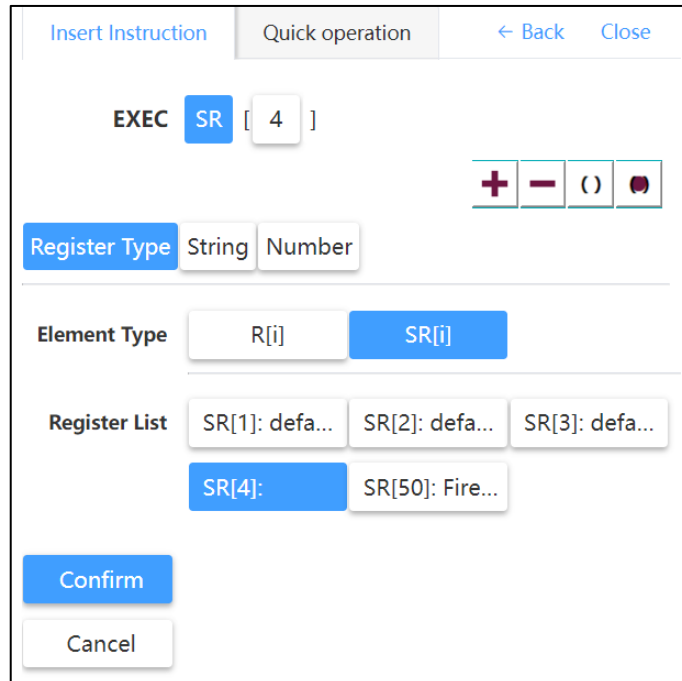 Insert Instruction Quick operation ← Back Close
EXEC SR [ 4 ]
+ − ( ) (●)
Register Type String Number
Element Type R[i] SR[i]
Register List SR[1]: defa... SR[2]: defa... SR[3]: defa...
SR[4]: SR[50]: Fire...
Confirm
Cancel